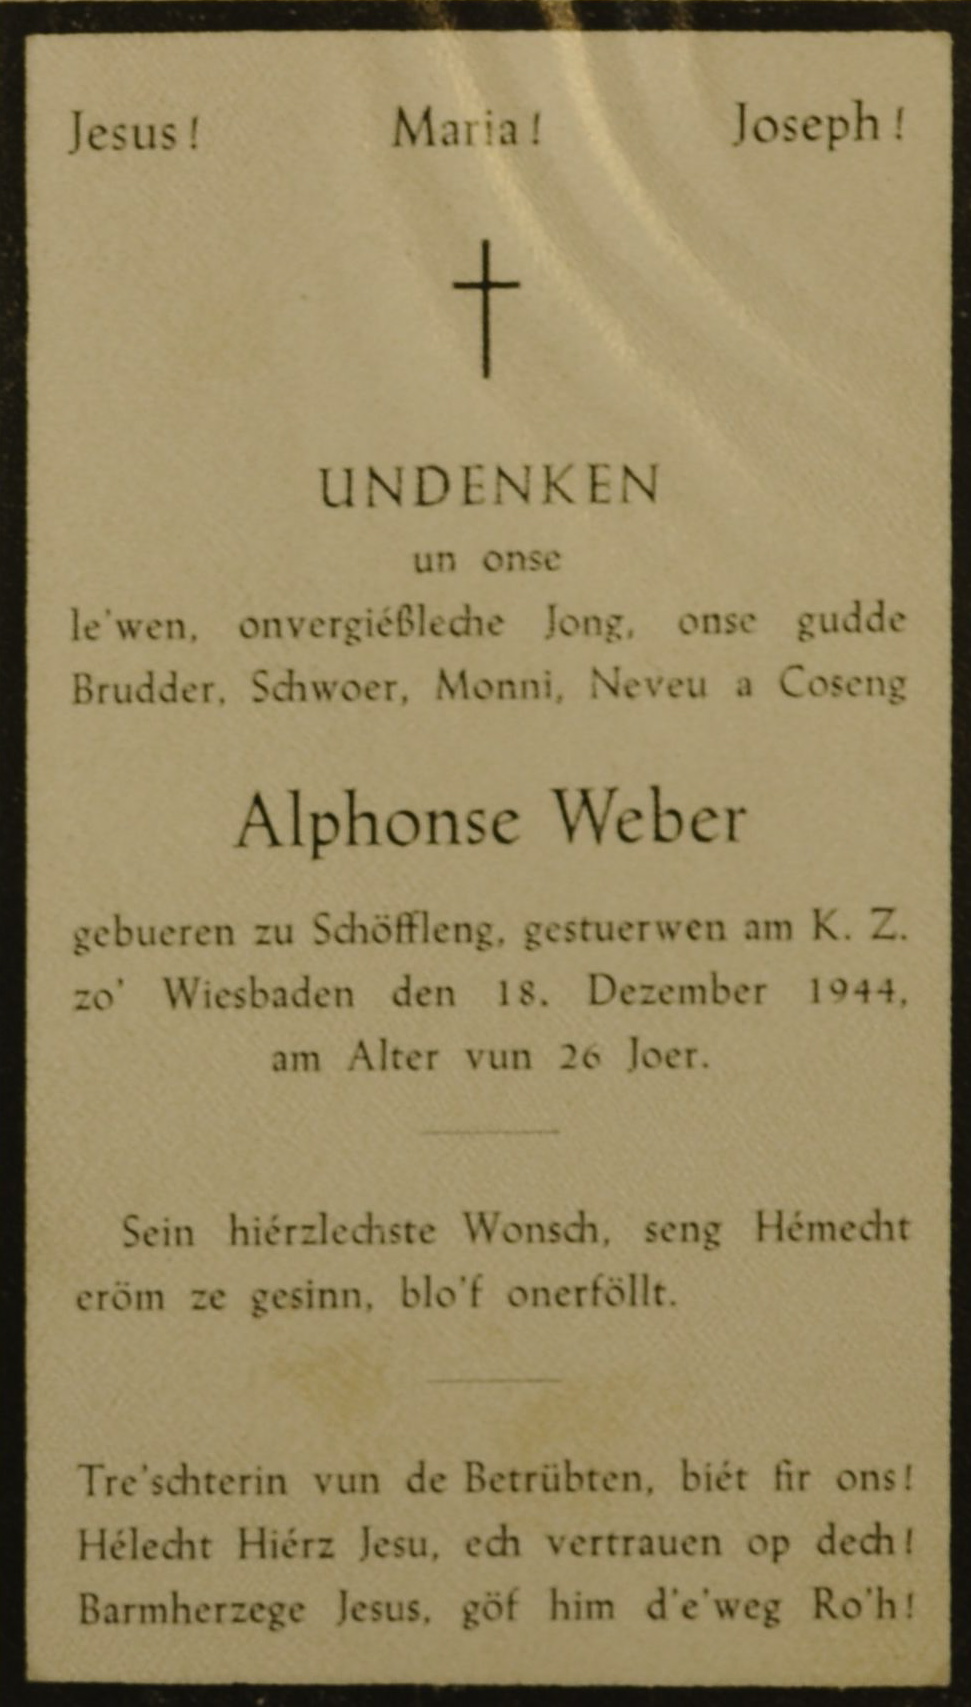 Jesus! Maria! Joseph!
UNDENKEN
un onse
le'wen, onvergiéßleche Jong, onse gudde
Brudder, Schwoer, Monni, Neveu a Coseng
Alphonse Weber
gebueren zu Schöffleng, gestuerwen am K. Z.
zo' Wiesbaden den 18. Dezember 1944,
am Alter vun 26 Joer.
Sein hiérzlechste Wonsch, seng Hémecht
eröm ze gesinn, blo'f onerföllt.
Tre'schterin vun de Betrübten, biét fir ons!
Hélecht Hiérz Jesu, ech vertrauen op dech!
Barmherzege Jesus, göf him d'e'weg Ro'h!